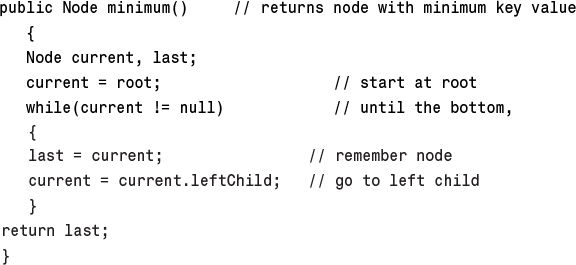 public Node minimum()     // returns node with minimum key value
   {
   Node current, last;
   current = root;                     // start at root
   while(current != null)              // until the bottom,
   {
   last = current;                  // remember node
   current = current.leftChild;   // go to left child
   }
return last;
}